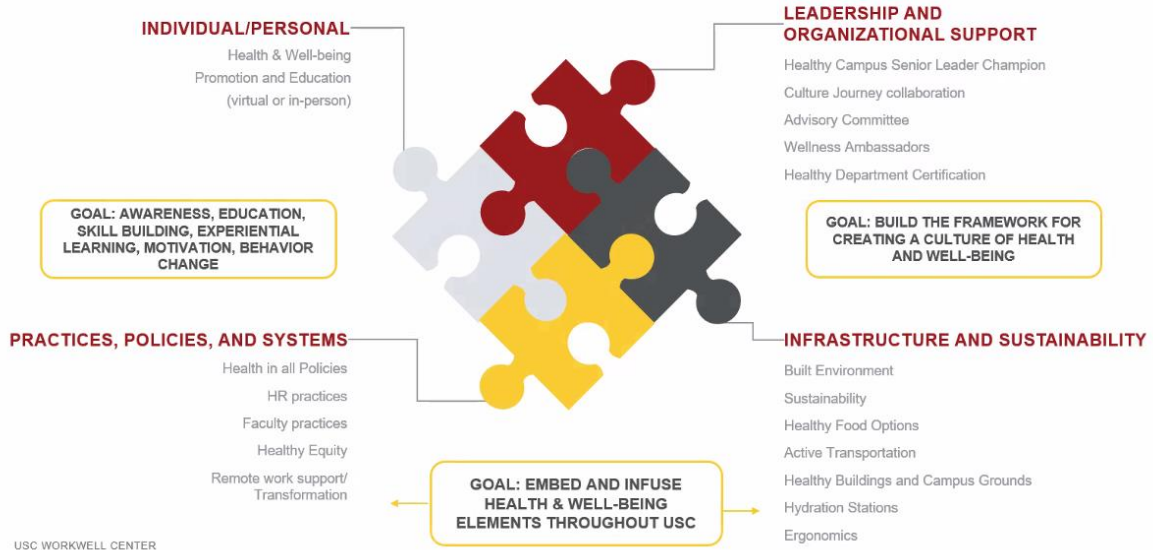 INDIVIDUAL/PERSONAL
Health & Well-being
Promotion and Education
(virtual or in-person)
GOAL: AWARENESS, EDUCATION,
SKILL BUILDING, EXPERIENTIAL
LEARNING, MOTIVATION, BEHAVIOR
CHANGE
LEADERSHIP AND
ORGANIZATIONAL SUPPORT
Healthy Campus Senior Leader Champion
Culture Journey collaboration
Advisory Committee
Wellness Ambassadors
Healthy Department Certification
GOAL: BUILD THE FRAMEWORK FOR
CREATING A CULTURE OF HEALTH
AND WELL-BEING
PRACTICES, POLICIES, AND SYSTEMS
Health in all Policies
HR practices
Faculty practices
Healthy Equity
Remote work support/
Transformation
GOAL: EMBED AND INFUSE
HEALTH & WELL-BEING
ELEMENTS THROUGHOUT USC
INFRASTRUCTURE AND SUSTAINABILITY
Built Environment
Sustainability
Healthy Food Options
Active Transportation
Healthy Buildings and Campus Grounds
Hydration Stations
Ergonomics
USC WORKWELL CENTER